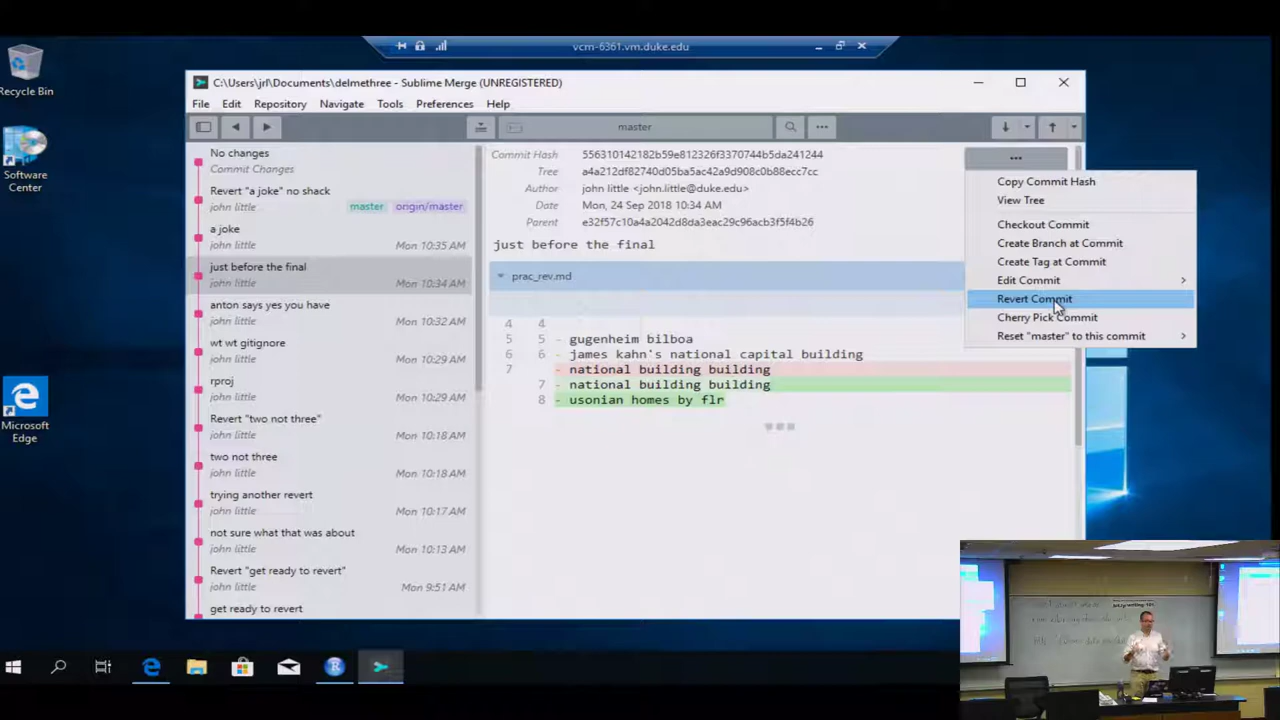 vcm-6361.vm.duke.edu
Recycle Bin
Software Center
Microsoft Edge
C:\Users\jrl\Documents\delmethree - Sublime Merge (UNREGISTERED)
File Edit Repository Navigate Tools Preferences Help
master
No changes
Commit Changes
Revert "a joke" no shack
john little master origin/master
a joke
john little Mon 10:35 AM
just before the final
john little Mon 10:34 AM
anton says yes you have
john little Mon 10:32 AM
wt wt gitignore
john little Mon 10:29 AM
rproj
john little Mon 10:29 AM
Revert "two not three"
john little Mon 10:18 AM
two not three
john little Mon 10:18 AM
trying another revert
john little Mon 10:17 AM
not sure what that was about
john little Mon 10:13 AM
Revert "get ready to revert"
john little Mon 9:51 AM
get ready to revert
Commit Hash 556310142182b59e812326f3370744b5da241244
Tree a4a212df82740d05ba5ac42a9d908c0b88ecc7cc
Author john little <john.little@duke.edu>
Date Mon, 24 Sep 2018 10:34 AM
Parent e32f57c10a4a2042d8da3eac29c96acb3f5f4b26
just before the final
prac_rev.md
4 4
5 5 - gugenheim bilboa
6 6 - james kahn's national capital building
7 - national building building
7 - national building building
8 - usonian homes by flr
Copy Commit Hash
View Tree
Checkout Commit
Create Branch at Commit
Create Tag at Commit
Edit Commit
Revert Commit
Cherry Pick Commit
Reset "master" to this commit